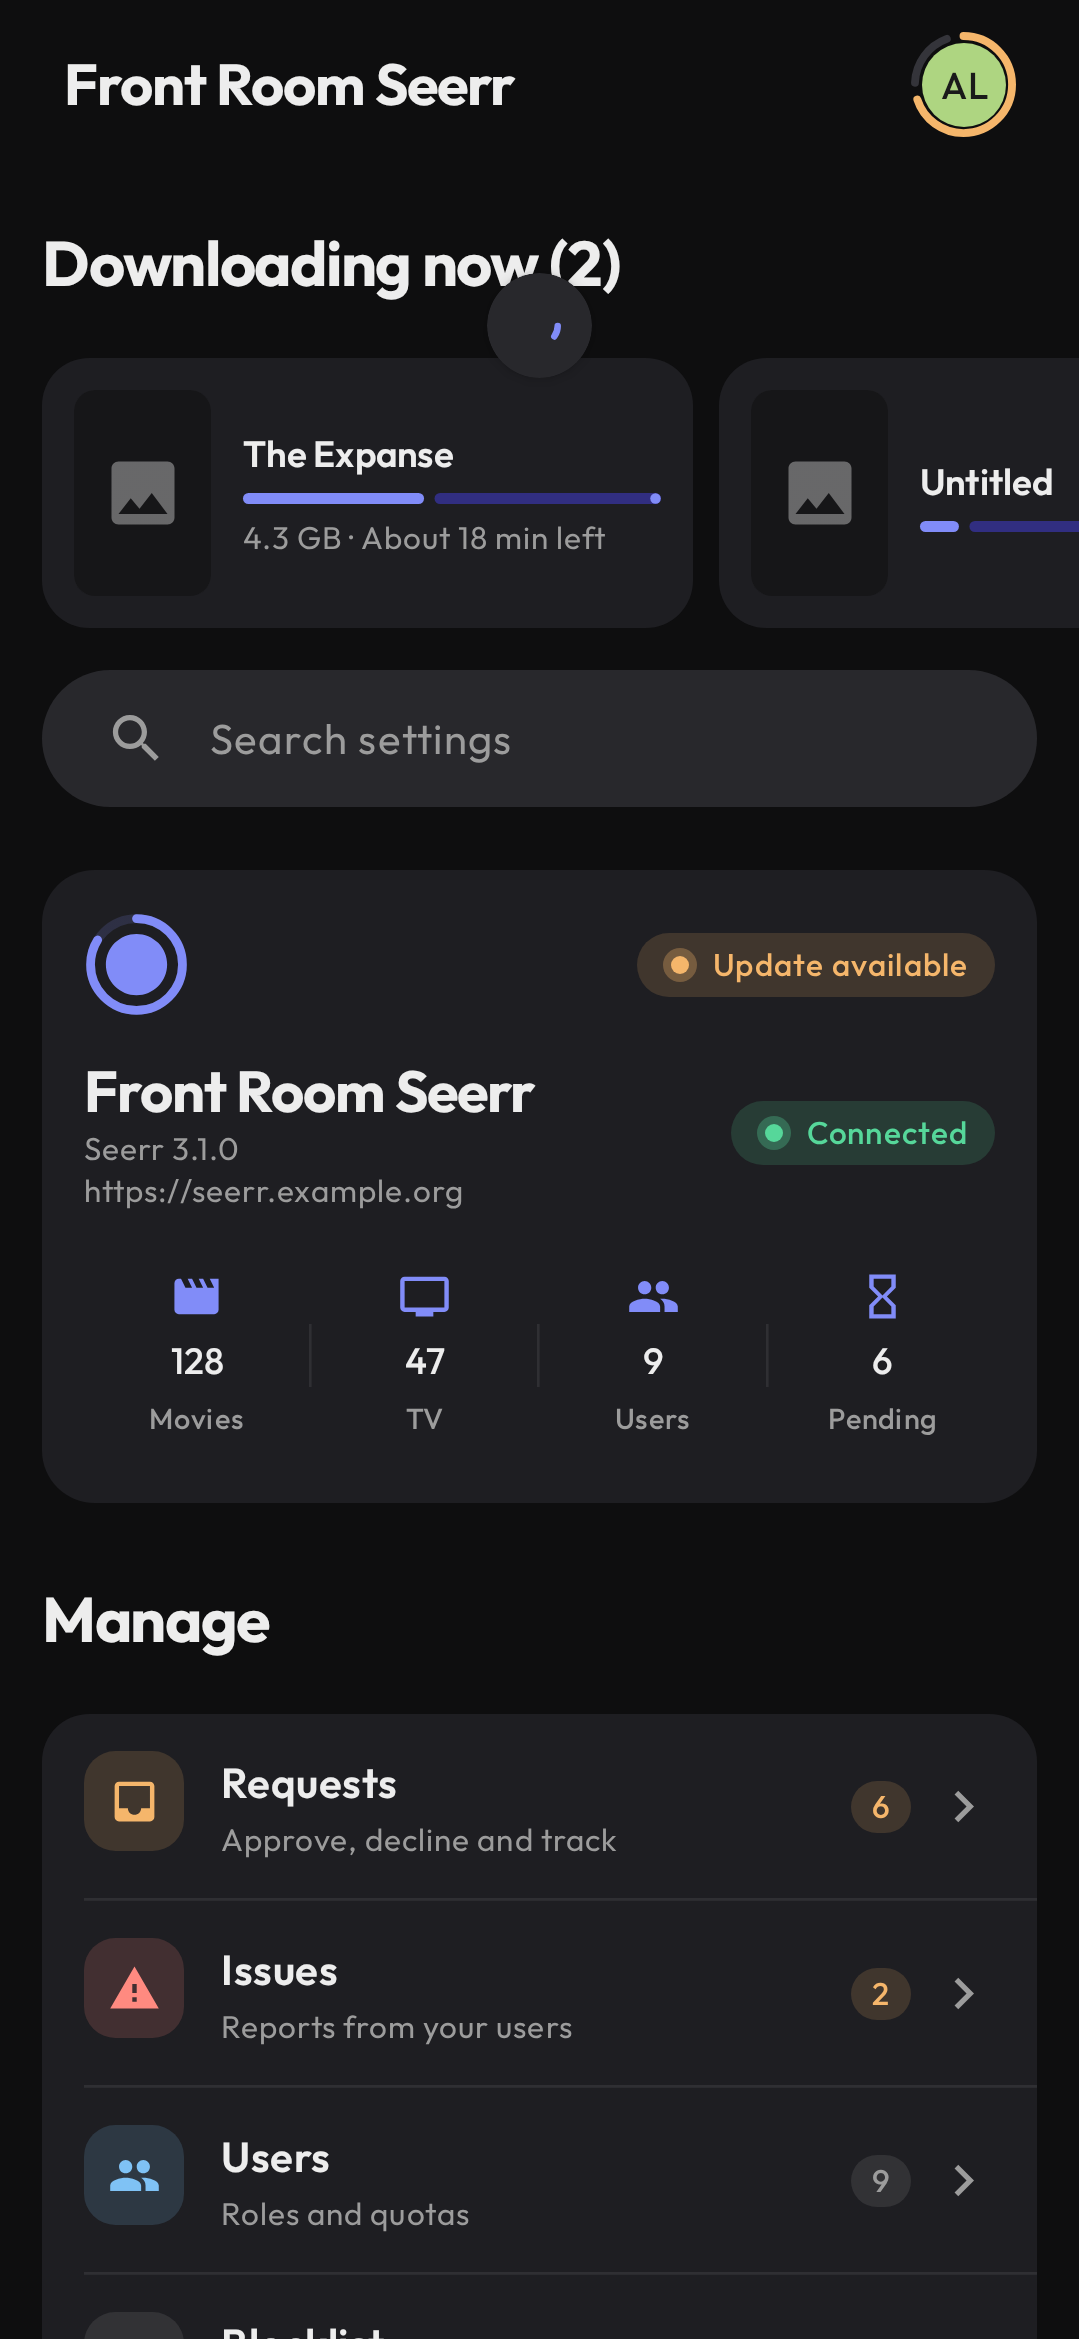 Front Room Seerr
AL
Downloading now (2)
The Expanse
4.3 GB · About 18 min left
Untitled
Search settings
Update available
Front Room Seerr
Connected
Seerr 3.1.0
https://seerr.example.org
128
47
9
6
Movies
TV
Users
Pending
Manage
Requests
Approve, decline and track
6
Issues
Reports from your users
2
Users
Roles and quotas
9